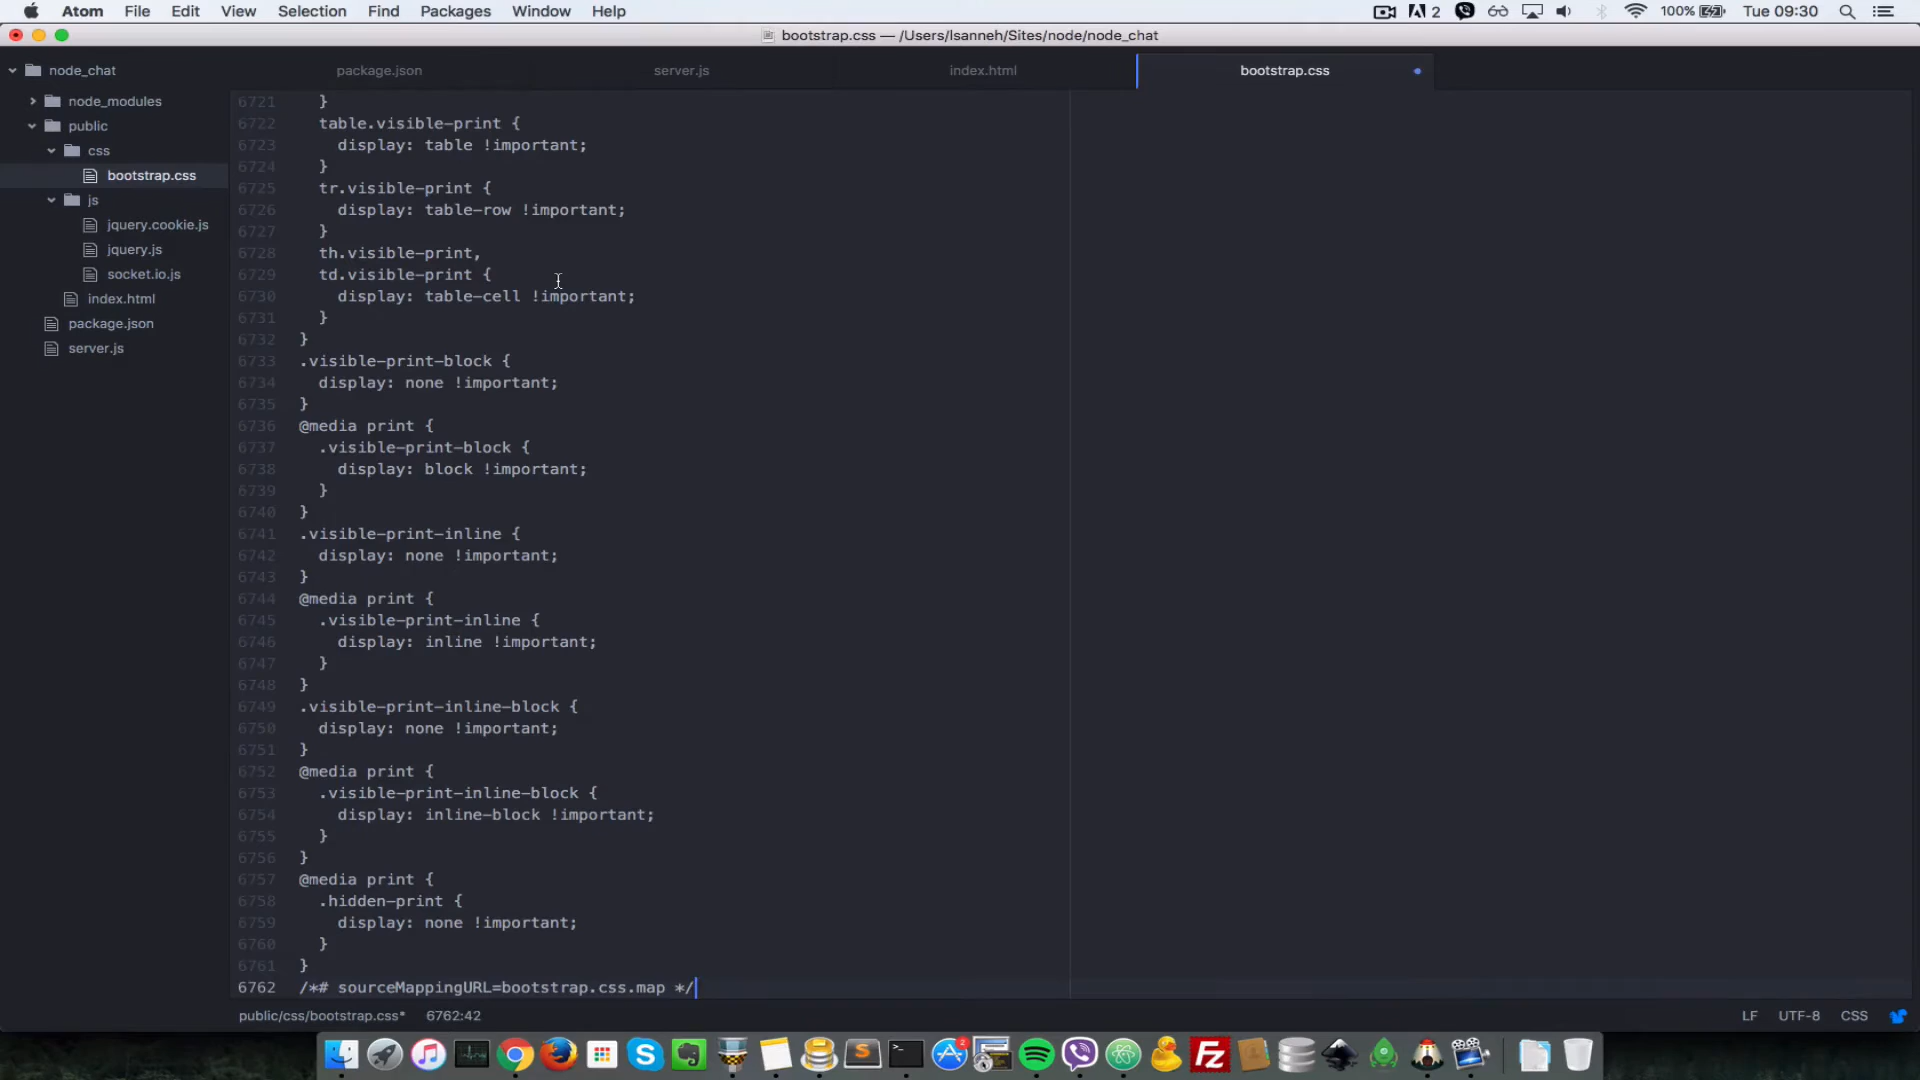 Atom File Edit View Selection Find Packages Window Help 2 100% Tue 09:30
bootstrap.css — /Users/lsanneh/Sites/node/node_chat
node_chat package.json server.js index.html bootstrap.css
node_modules
public
css
bootstrap.css
js
jquery.cookie.js
jquery.js
socket.io.js
index.html
package.json
server.js
6721 }
6722 table.visible-print {
6723 display: table !important;
6724 }
6725 tr.visible-print {
6726 display: table-row !important;
6727 }
6728 th.visible-print,
6729 td.visible-print {
6730 display: table-cell !important;
6731 }
6732 }
6733 .visible-print-block {
6734 display: none !important;
6735 }
6736 @media print {
6737 .visible-print-block {
6738 display: block !important;
6739 }
6740 }
6741 .visible-print-inline {
6742 display: none !important;
6743 }
6744 @media print {
6745 .visible-print-inline {
6746 display: inline !important;
6747 }
6748 }
6749 .visible-print-inline-block {
6750 display: none !important;
6751 }
6752 @media print {
6753 .visible-print-inline-block {
6754 display: inline-block !important;
6755 }
6756 }
6757 @media print {
6758 .hidden-print {
6759 display: none !important;
6760 }
6761 }
6762 /*# sourceMappingURL=bootstrap.css.map */
public/css/bootstrap.css* 6762:42 LF UTF-8 CSS